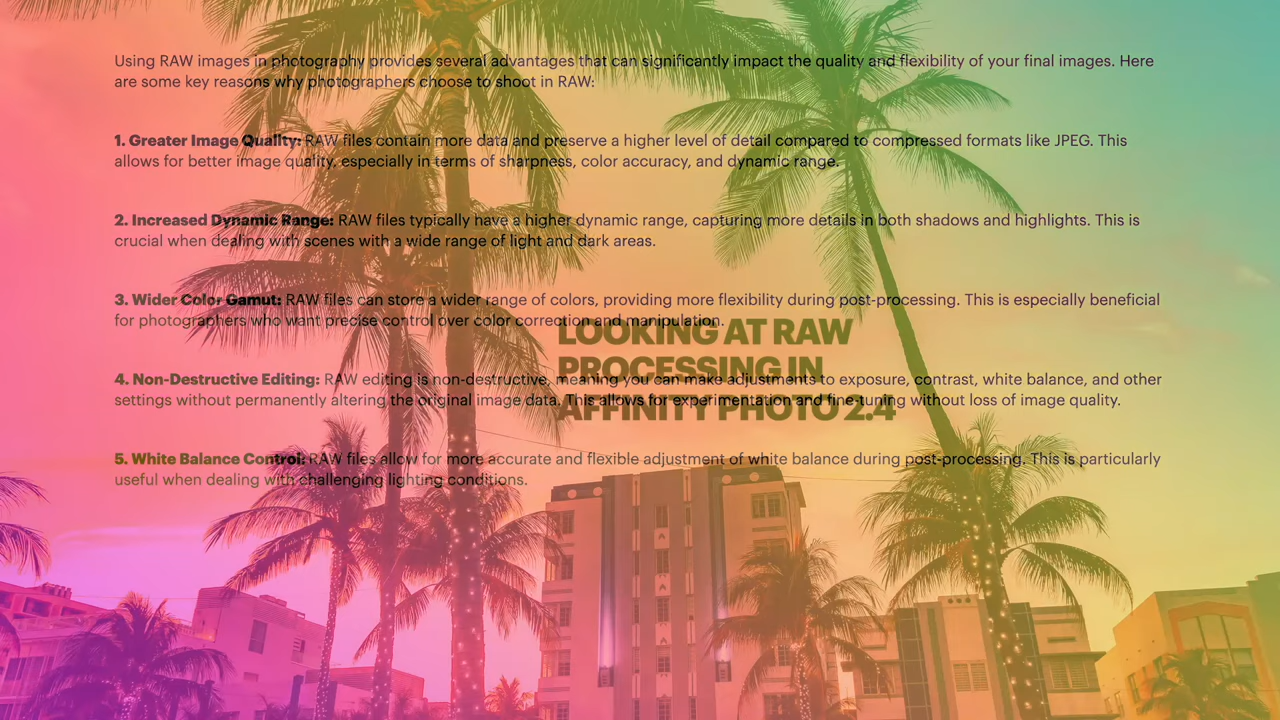 Using RAW images in photography provides several advantages that can significantly impact the quality and flexibility of your final images. Here
are some key reasons why photographers choose to shoot in RAW:
1. Greater Image Quality: RAW files contain more data and preserve a higher level of detail compared to compressed formats like JPEG. This
allows for better image quality, especially in terms of sharpness, color accuracy, and dynamic range.
2. Increased Dynamic Range: RAW files typically have a higher dynamic range, capturing more details in both shadows and highlights. This is
crucial when dealing with scenes with a wide range of light and dark areas.
3. Wider Color Gamut: RAW files can store a wider range of colors, providing more flexibility during post-processing. This is especially beneficial
for photographers who want precise control over color correction and manipulation.
LOOKING AT RAW
PROCESSING IN
AFFINITY PHOTO 2.4
4. Non-Destructive Editing: RAW editing is non-destructive, meaning you can make adjustments to exposure, contrast, white balance, and other
settings without permanently altering the original image data. This allows for experimentation and fine-tuning without loss of image quality.
5. White Balance Control: RAW files allow for more accurate and flexible adjustment of white balance during post-processing. This is particularly
useful when dealing with challenging lighting conditions.